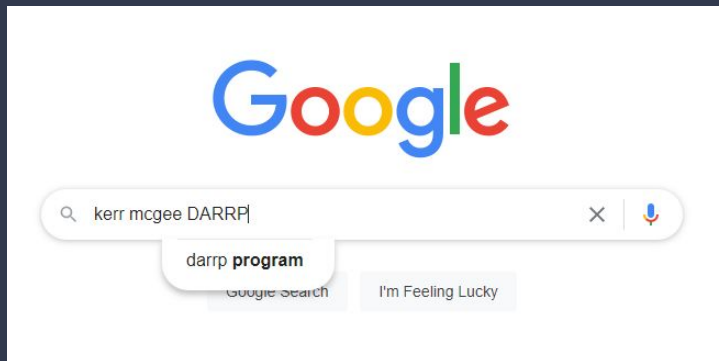 Google
kerr mcgee DARRP
darrp program
Google Search I'm Feeling Lucky